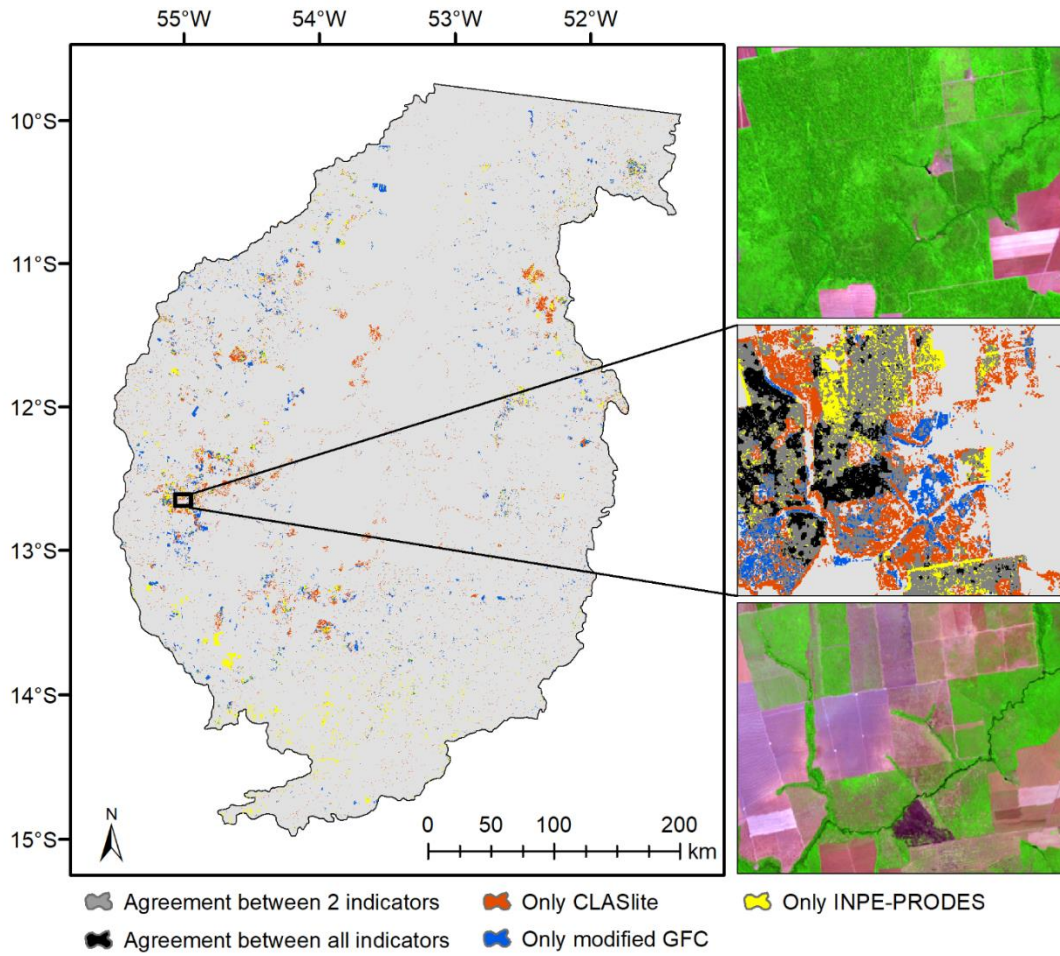 55°W 54°W 53°W 52°W
10°S
11°S
12°S
13°S
14°S
15°S
N
0 50 100 200
km
Agreement between 2 indicators Only CLASlite Only INPE-PRODES
Agreement between all indicators Only modified GFC